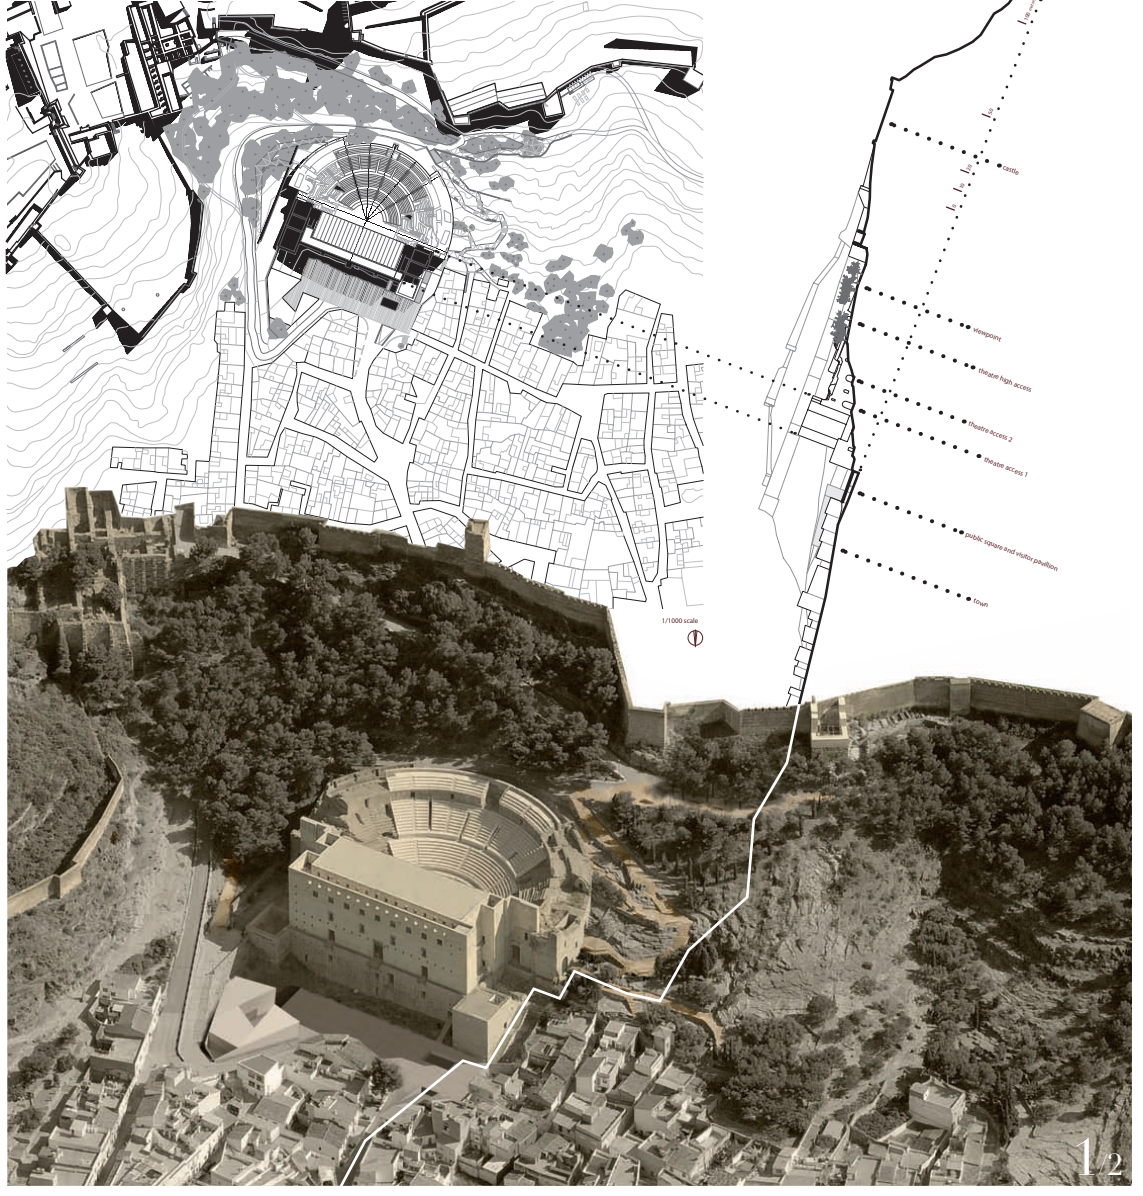 castle
viewpoint
theatre high access
theatre access 2
theatre access 1
public square and visitor pavillion
town
1/1000 scale
1/2